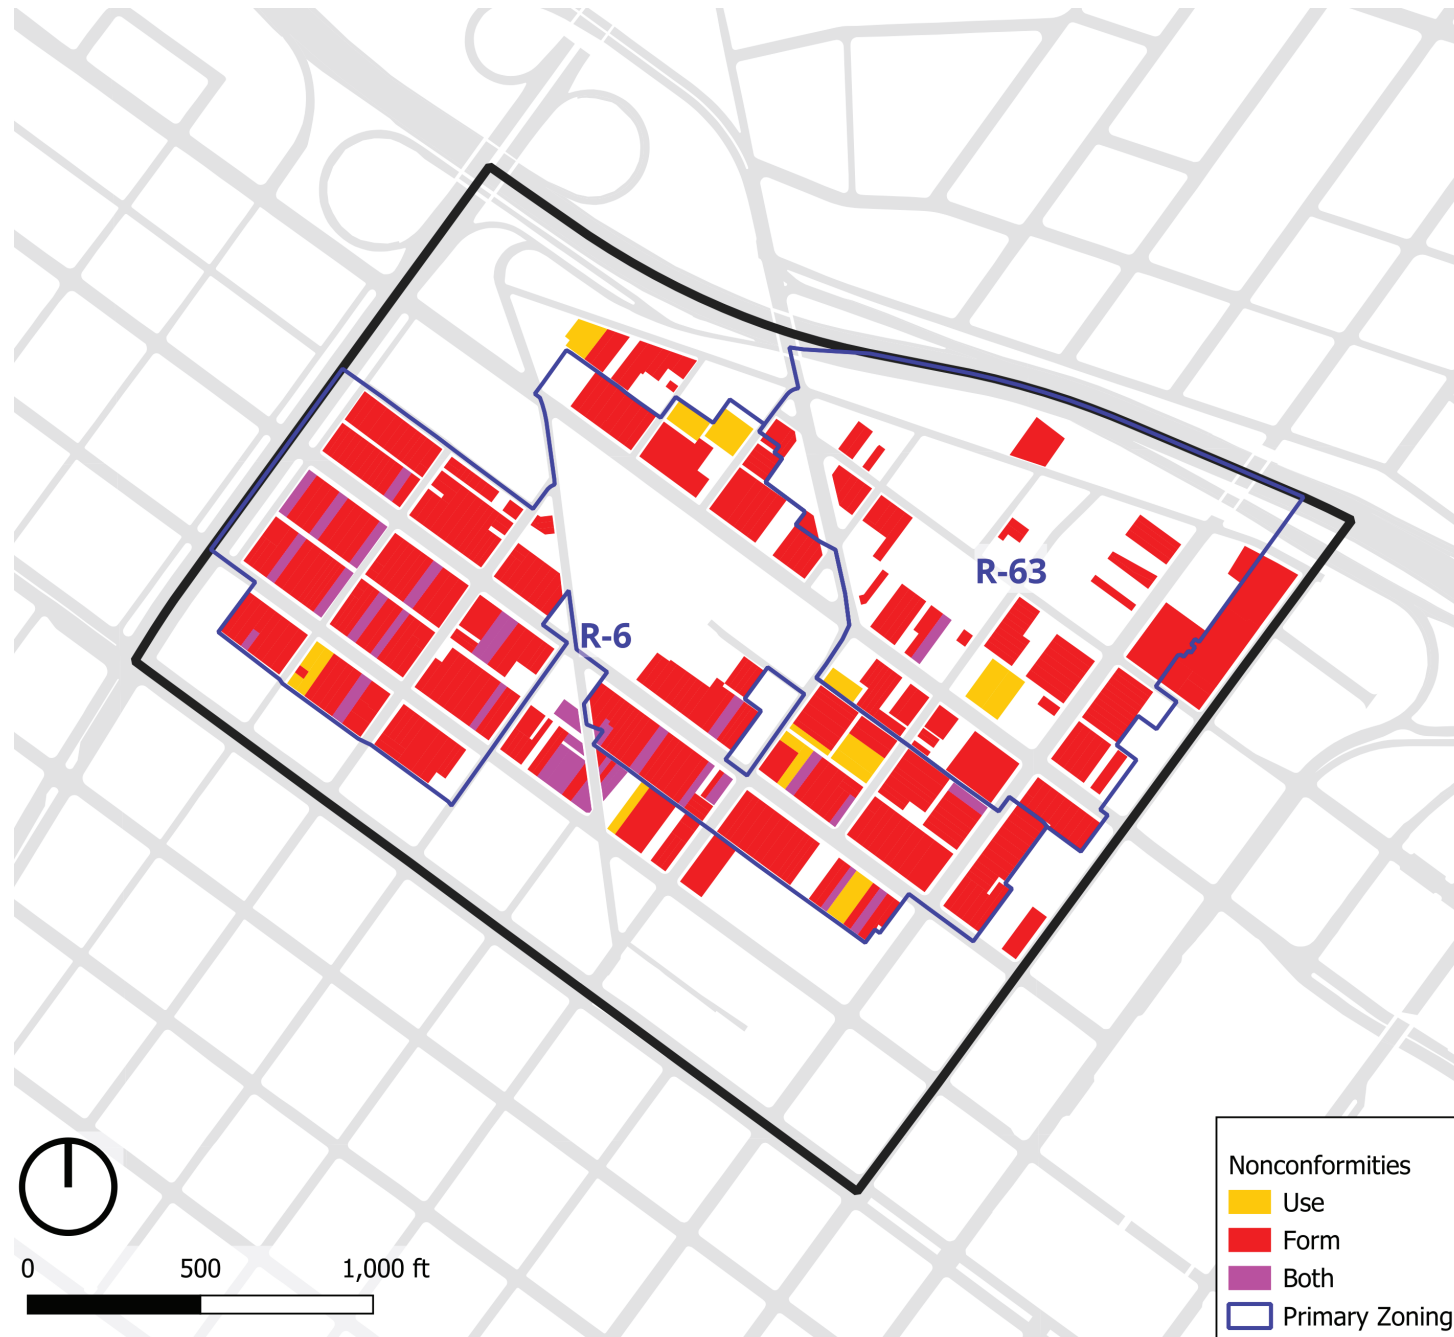 R-63
R-6
0 500 1,000 ft
Nonconformities
Use
Form
Both
Primary Zoning